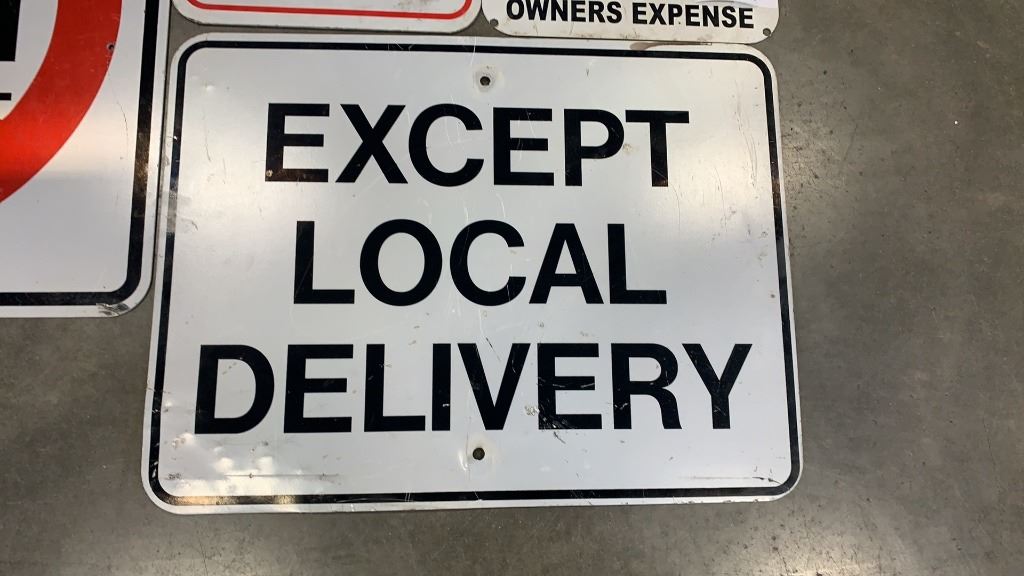 OWNERS EXPENSE
EXCEPT
LOCAL
DELIVERY